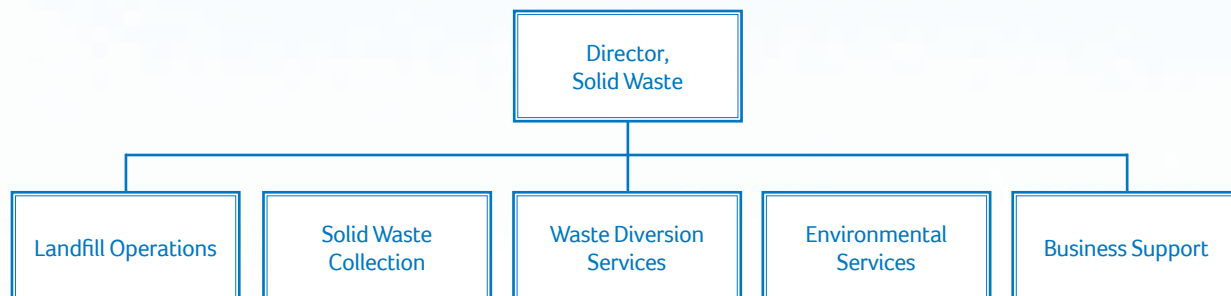 Director,
Solid Waste
Landfill Operations
Solid Waste
Collection
Waste Diversion
Services
Environmental
Services
Business Support